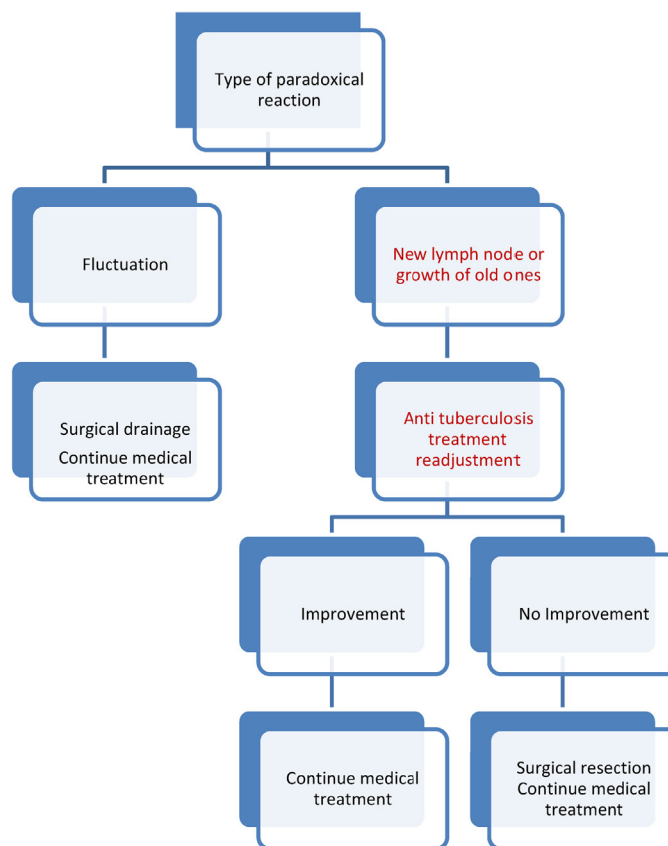 Type of paradoxical
reaction
Fluctuation
New lymph node or
growth of old ones
Surgical drainage
Continue medical
treatment
Anti tuberculosis
treatment
readjustment
Improvement
No Improvement
Continue medical
treatment
Surgical resection
Continue medical
treatment